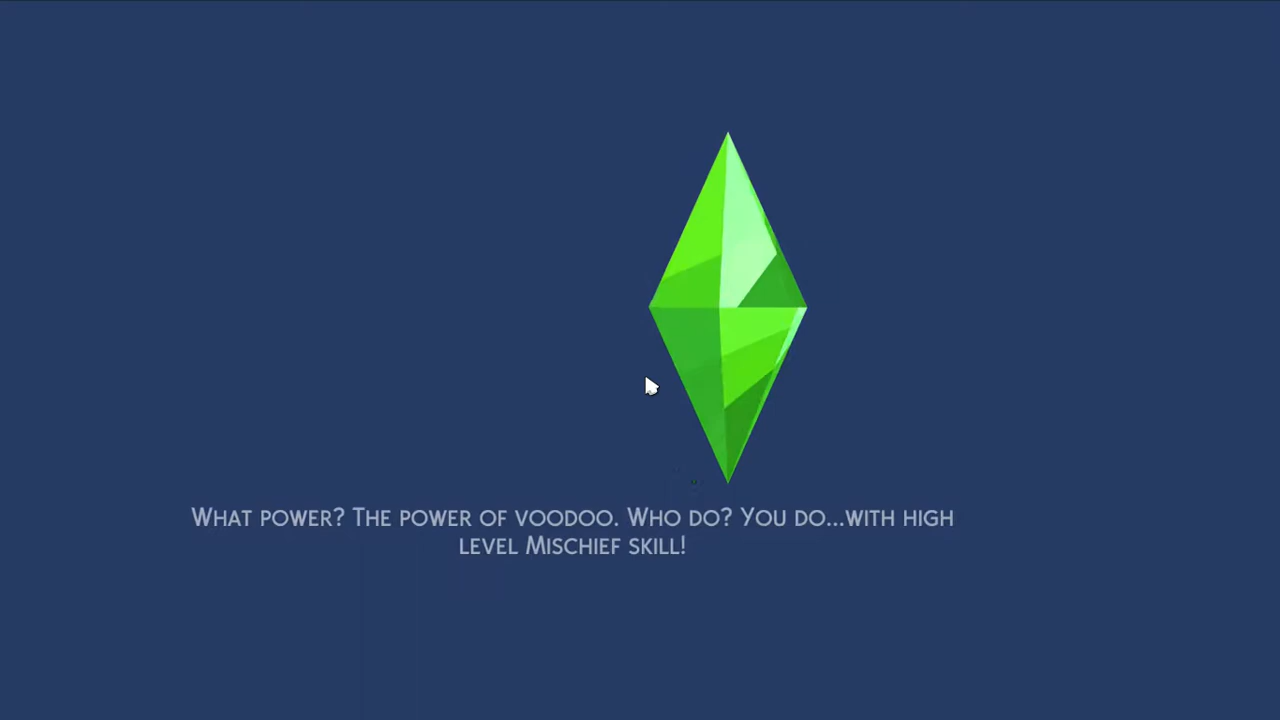 What power? The power of voodoo. Who do? You do...with high
level Mischief skill!